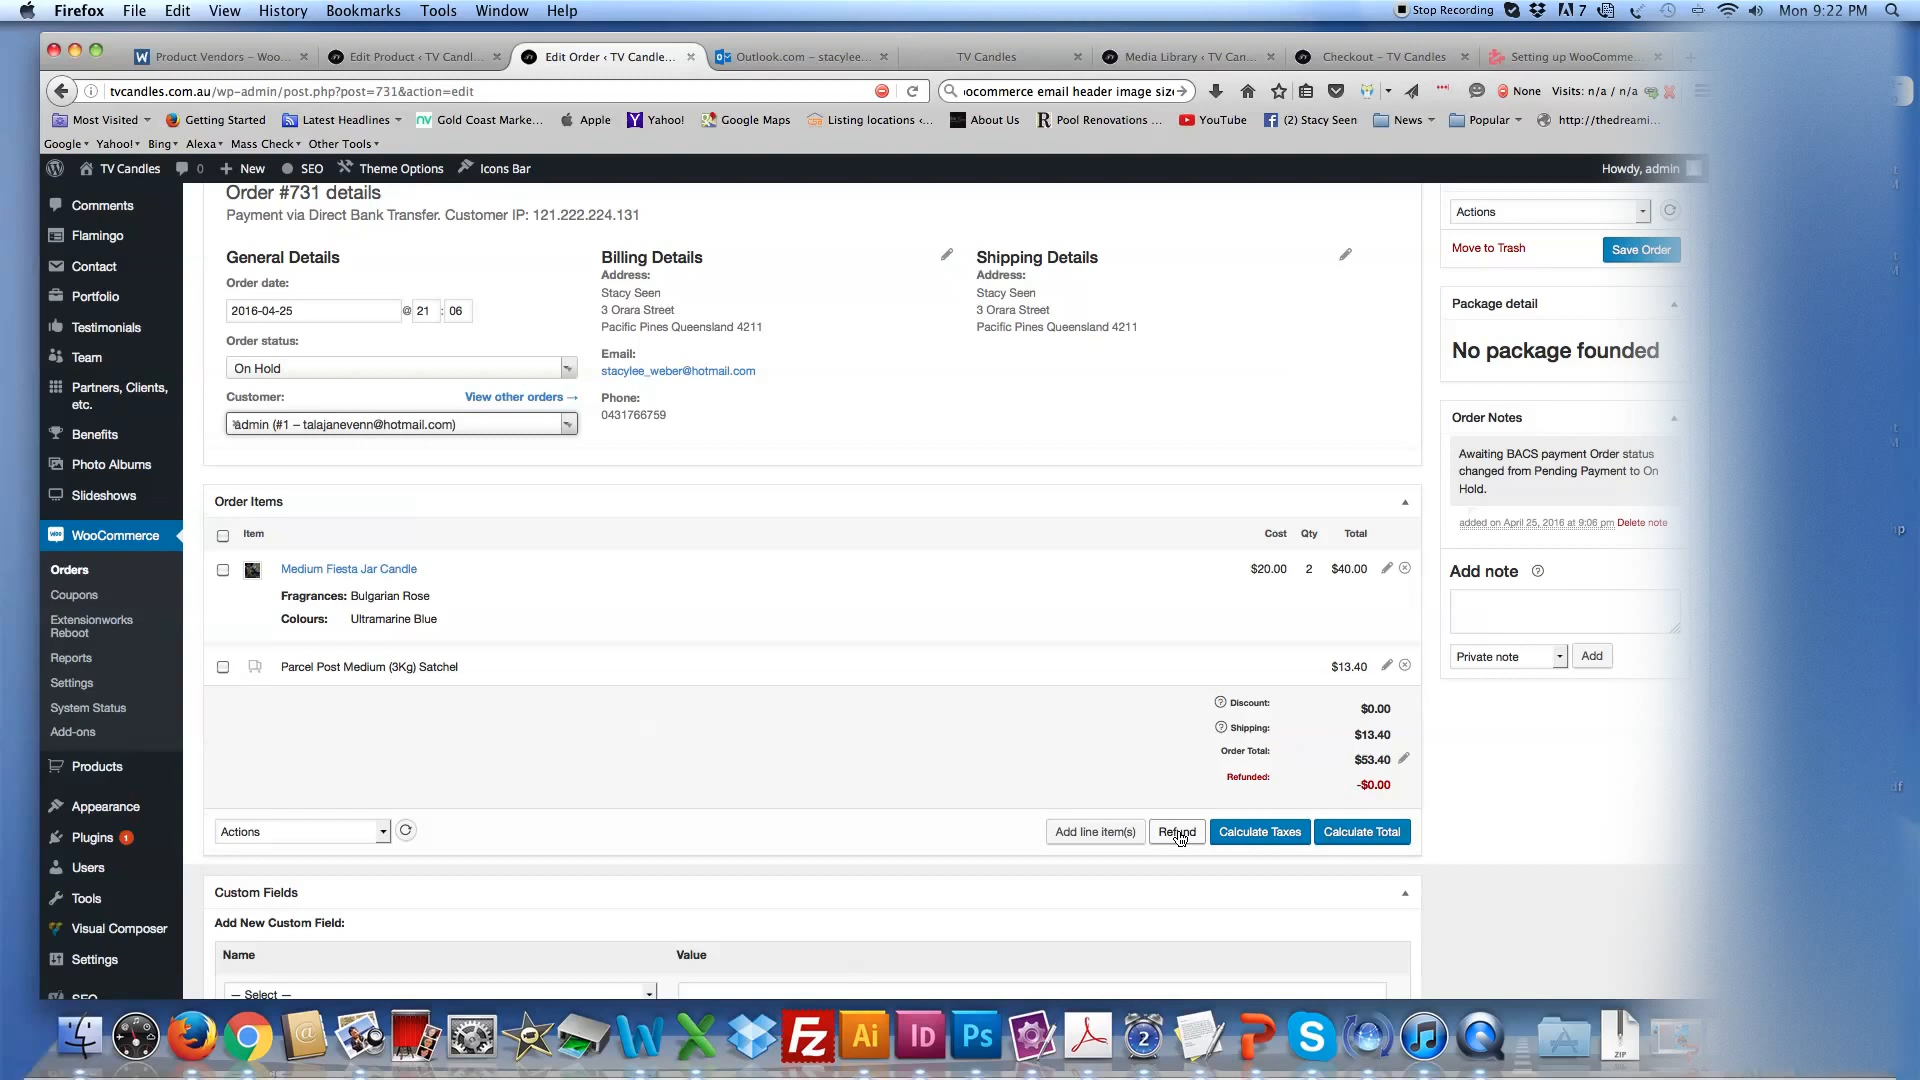 Firefox File Edit View History Bookmarks Tools Window Help
Stop Recording 7 Mon 9:22 PM
Product Vendors – Woo... Edit Product ‹ TV Candl... Edit Order ‹ TV Candle... Outlook.com – stacylee... TV Candles Media Library ‹ TV Can... Checkout – TV Candles Setting up WooComme...
tvcandles.com.au/wp-admin/post.php?post=731&action=edit
ocommerce email header image size
None Visits: n/a / n/a
Most Visited Getting Started Latest Headlines Gold Coast Marke... Apple Yahoo! Google Maps Listing locations ‹... About Us Pool Renovations ... YouTube (2) Stacy Seen News Popular http://thedreami...
Google Yahoo! Bing Alexa Mass Check Other Tools
TV Candles 0 New SEO Theme Options Icons Bar Howdy, admin
Comments
Flamingo
Contact
Portfolio
Testimonials
Team
Partners, Clients,
etc.
Benefits
Photo Albums
Slideshows
WooCommerce
Orders
Coupons
Extensionworks
Reboot
Reports
Settings
System Status
Add-ons
Products
Appearance
Plugins 1
Users
Tools
Visual Composer
Settings
SEO
Order #731 details
Payment via Direct Bank Transfer. Customer IP: 121.222.224.131
General Details
Order date:
2016-04-25 @ 21 : 06
Order status:
On Hold
Customer: View other orders →
admin (#1 – talajanevenn@hotmail.com)
Billing Details
Address:
Stacy Seen
3 Orara Street
Pacific Pines Queensland 4211
Email:
stacylee_weber@hotmail.com
Phone:
0431766759
Shipping Details
Address:
Stacy Seen
3 Orara Street
Pacific Pines Queensland 4211
Order Items
Item Cost Qty Total
Medium Fiesta Jar Candle $20.00 2 $40.00
Fragrances: Bulgarian Rose
Colours: Ultramarine Blue
Parcel Post Medium (3Kg) Satchel $13.40
Discount: $0.00
Shipping: $13.40
Order Total: $53.40
Refunded: -$0.00
Actions Add line item(s) Refund Calculate Taxes Calculate Total
Custom Fields
Add New Custom Field:
Name Value
— Select —
Actions
Move to Trash Save Order
Package detail
No package founded
Order Notes
Awaiting BACS payment Order status
changed from Pending Payment to On
Hold.
added on April 25, 2016 at 9:06 pm Delete note
Add note
Private note Add
Fz Ai Id Ps 2 ZIP